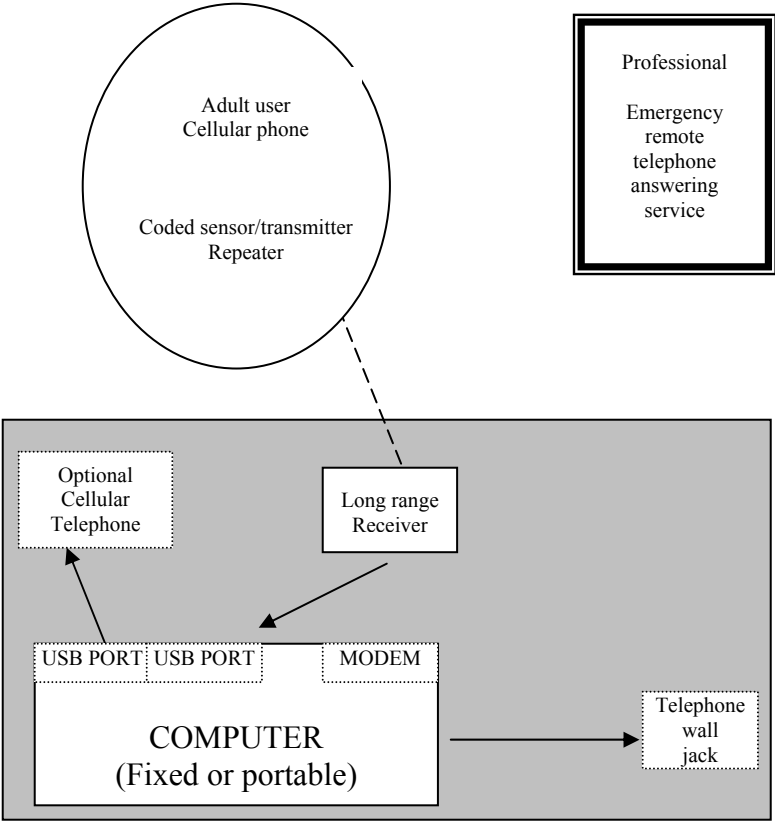 Adult user
Cellular phone
Coded sensor/transmitter
Repeater
Professional
Emergency
remote
telephone
answering
service
Optional
Cellular
Telephone
Long range
Receiver
USB PORT
USB PORT
MODEM
COMPUTER
(Fixed or portable)
Telephone
wall
jack